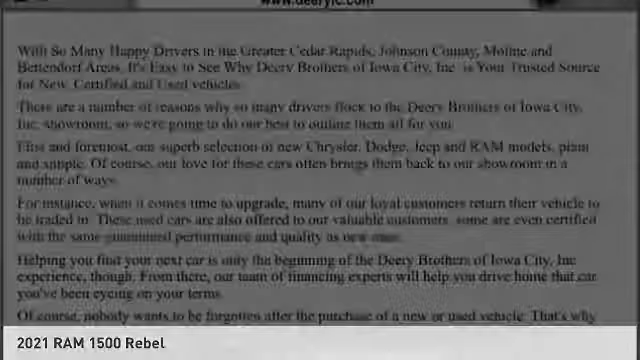 www.deeryic.com
With So Many Happy Drivers in the Greater Cedar Rapids, Johnson County, Moline and
Bettendorf Areas, It's Easy to See Why Deery Brothers of Iowa City, Inc. is Your Trusted Source
for New, Certified and Used vehicles.
There are a number of reasons why so many drivers flock to the Deery Brothers of Iowa City,
Inc. showroom, so we're going to do our best to outline them all for you.
First and foremost, our superb selection of new Chrysler, Dodge, Jeep and RAM models, plain
and simple. Of course, our love for these cars often brings them back to our showroom in a
number of ways.
For instance, when it comes time to upgrade, many of our loyal customers return their vehicle to
be traded in. These used cars are also offered to our valuable customers, some are even certified
with the same guaranteed performance and quality as new ones.
Helping you find your next car is only the beginning of the Deery Brothers of Iowa City, Inc
experience, though. From there, our team of financing experts will help you drive home that car
you've been eyeing on your terms.
Of course, nobody wants to be forgotten after the purchase of a new or used vehicle. That's why
2021 RAM 1500 Rebel